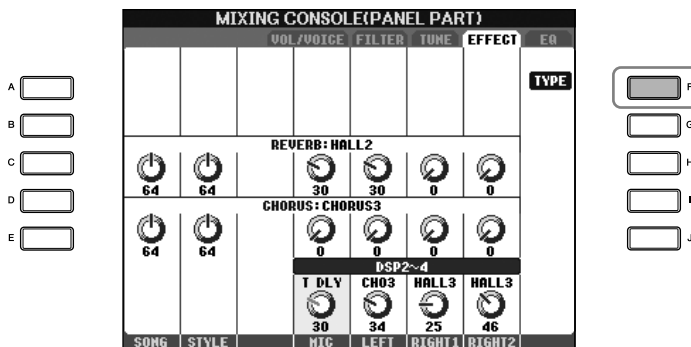 MIXING CONSOLE(PANEL PART)
VOL/VOICE FILTER TUNE EFFECT EQ
A TYPE F
B G
REVERB: HALL2
C H
64 64 30 30 0 0
D I
CHORUS: CHORUS3
E J
64 64 0 0 0 0
DSP2~4
T DLY CHO3 HALL3 HALL3
30 34 25 46
SONG STYLE MIC LEFT RIGHT1 RIGHT2